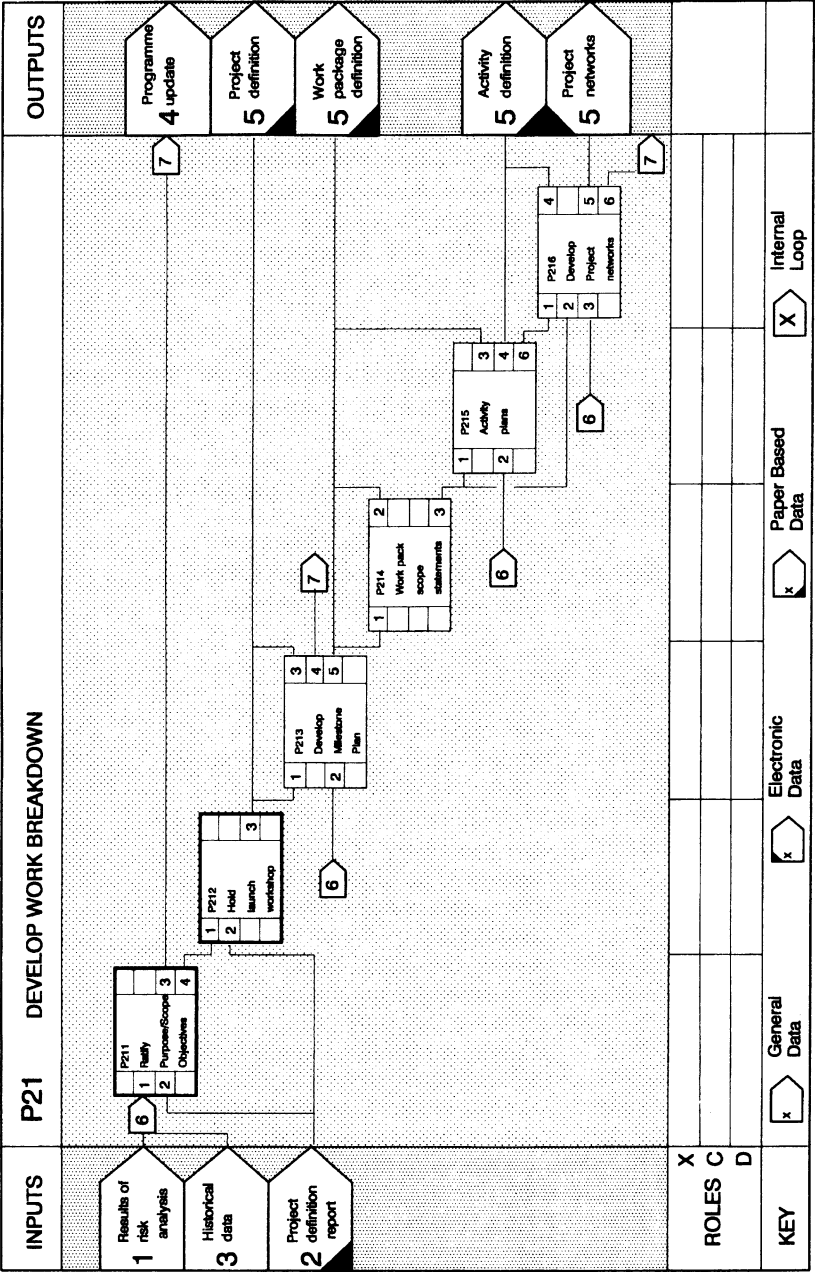 INPUTS
P21 DEVELOP WORK BREAKDOWN
OUTPUTS
1 Results of
risk
analysis
3 Historical
data
2 Project
definition
report
6
P211
Ratify
Purpose/Scope
Objectives
1
2
3
4
P212
Hold
launch
workshop
1
2
3
6
P213
Develop
Milestone
Plan
1
2
3
4
5
7
P214
Work pack
scope
statements
1
2
3
6
P215
Activity
plans
1
2
3
4
6
6
P216
Develop
Project
networks
1
2
3
4
5
6
7
7
Programme
4 update
Project
5 definition
Work
package
5 definition
Activity
5 definition
Project
5 networks
X
ROLES C
D
KEY
x General
Data
x Electronic
Data
x Paper Based
Data
X Internal
Loop